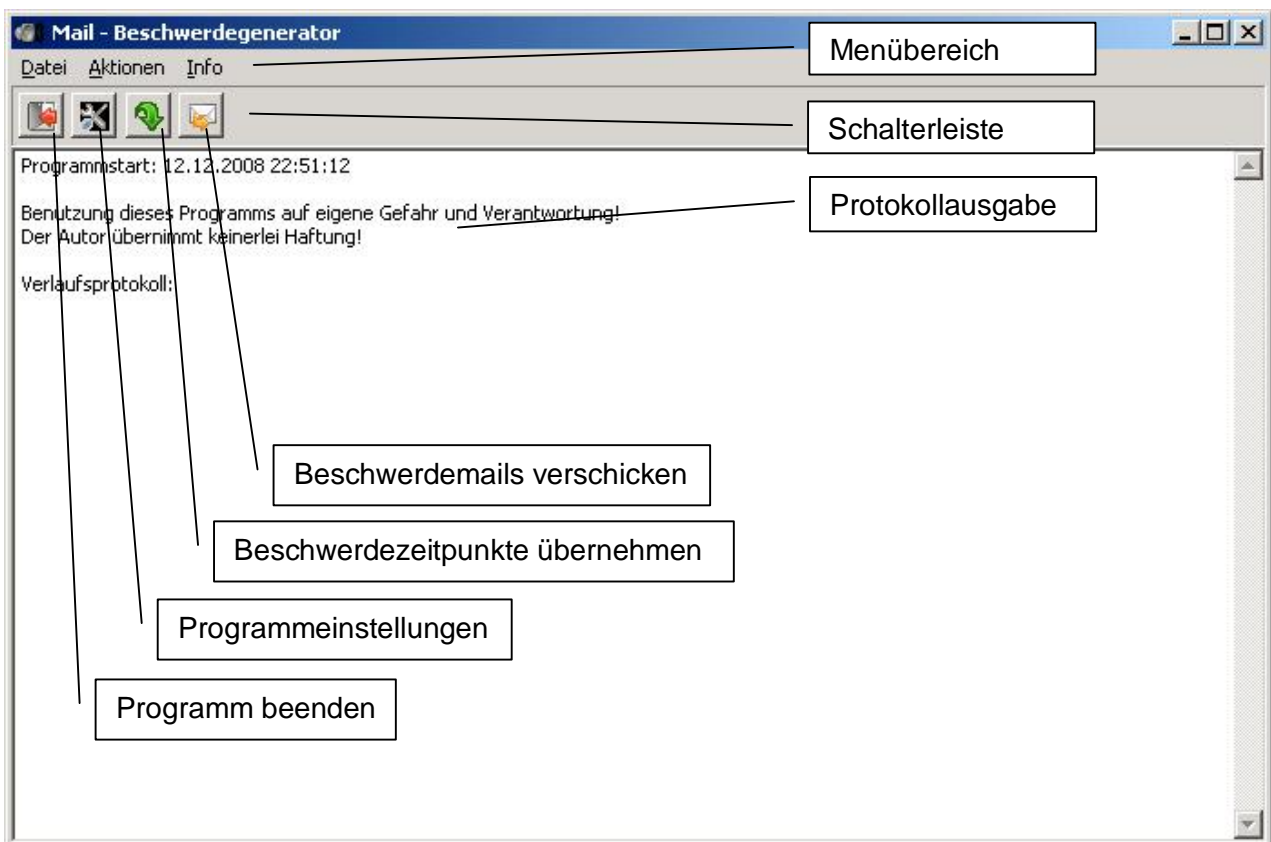 Mail - Beschwerdegenerator
Menübereich
Datei Aktionen Info
Schalterleiste
Programmstart: 12.12.2008 22:51:12
Protokollausgabe
Benutzung dieses Programms auf eigene Gefahr und Verantwortung!
Der Autor übernimmt keinerlei Haftung!
Verlaufsprotokoll:
Beschwerdemails verschicken
Beschwerdezeitpunkte übernehmen
Programmeinstellungen
Programm beenden